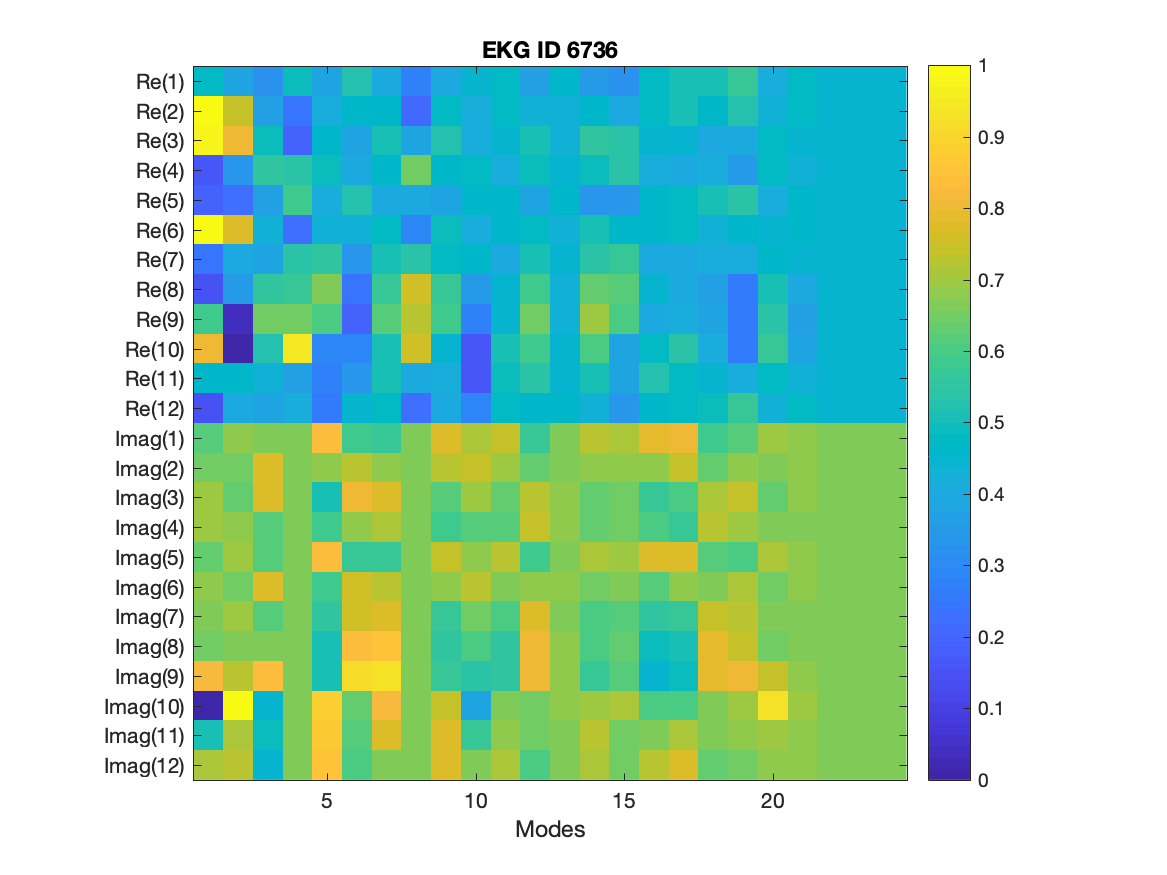 EKG ID 6736
Re(1)
Re(2)
Re(3)
Re(4)
Re(5)
Re(6)
Re(7)
Re(8)
Re(9)
Re(10)
Re(11)
Re(12)
Imag(1)
Imag(2)
Imag(3)
Imag(4)
Imag(5)
Imag(6)
Imag(7)
Imag(8)
Imag(9)
Imag(10)
Imag(11)
Imag(12)
5 10 15 20
Modes
1
0.9
0.8
0.7
0.6
0.5
0.4
0.3
0.2
0.1
0